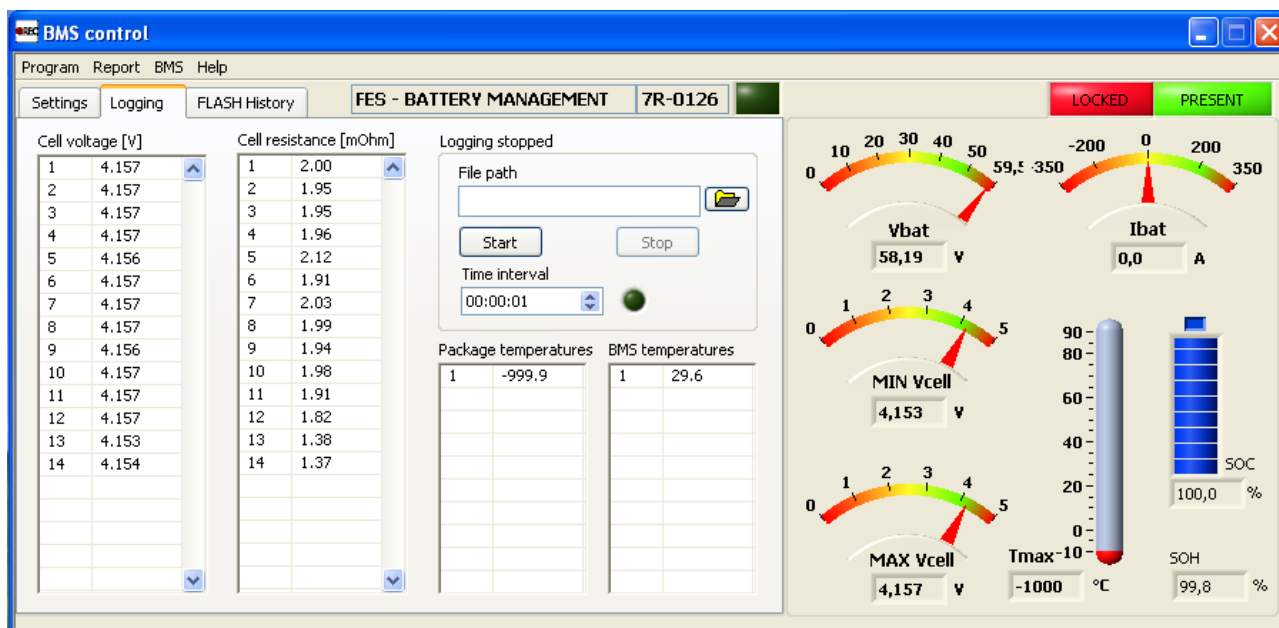 REC BMS control
Program Report BMS Help
Settings Logging FLASH History FES - BATTERY MANAGEMENT 7R-0126 LOCKED PRESENT
Cell voltage [V]
1 4.157
2 4.157
3 4.157
4 4.157
5 4.156
6 4.157
7 4.157
8 4.157
9 4.156
10 4.157
11 4.157
12 4.157
13 4.153
14 4.154
Cell resistance [mOhm]
1 2.00
2 1.95
3 1.95
4 1.96
5 2.12
6 1.91
7 2.03
8 1.99
9 1.94
10 1.98
11 1.91
12 1.82
13 1.38
14 1.37
Logging stopped
File path
Start Stop
Time interval
00:00:01
Package temperatures
1 -999.9
BMS temperatures
1 29.6
0 10 20 30 40 50 59,5
Vbat
58,19 V
-350 -200 0 200 350
Ibat
0,0 A
0 1 2 3 4 5
MIN Vcell
4,153 V
0 1 2 3 4 5
MAX Vcell
4,157 V
90
80
60
40
20
0
-10
Tmax
-1000 °C
SOC
100,0 %
SOH
99,8 %